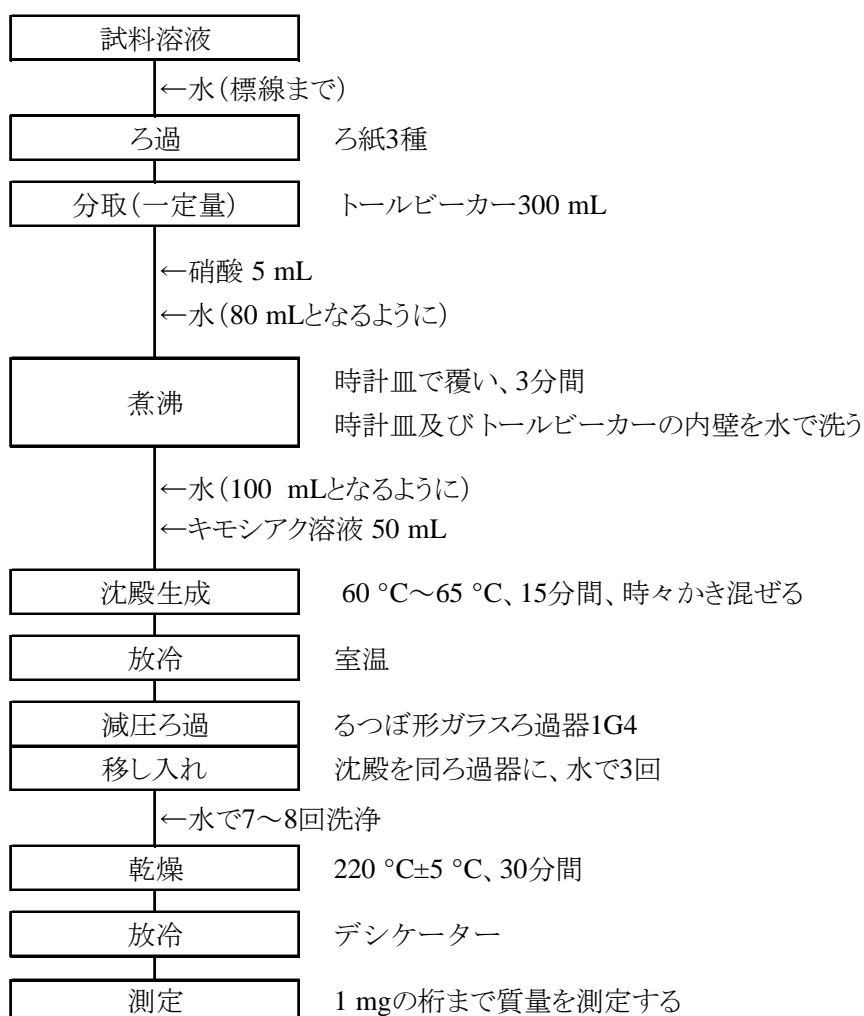 試料溶液
←水(標線まで)
ろ過 ろ紙3種
分取(一定量) トールビーカー300 mL
←硝酸 5 mL
←水(80 mLとなるように)
時計皿で覆い、3分間
煮沸
時計皿及びトールビーカーの内壁を水で洗う
←水(100 mLとなるように)
←キモシアク溶液 50 mL
沈殿生成 60 °C～65 °C、15分間、時々かき混ぜる
放冷 室温
減圧ろ過 るつぼ形ガラスろ過器1G4
移し入れ 沈殿を同ろ過器に、水で3回
←水で7～8回洗浄
乾燥 220 °C±5 °C、30分間
放冷 デシケーター
測定 1 mgの桁まで質量を測定する